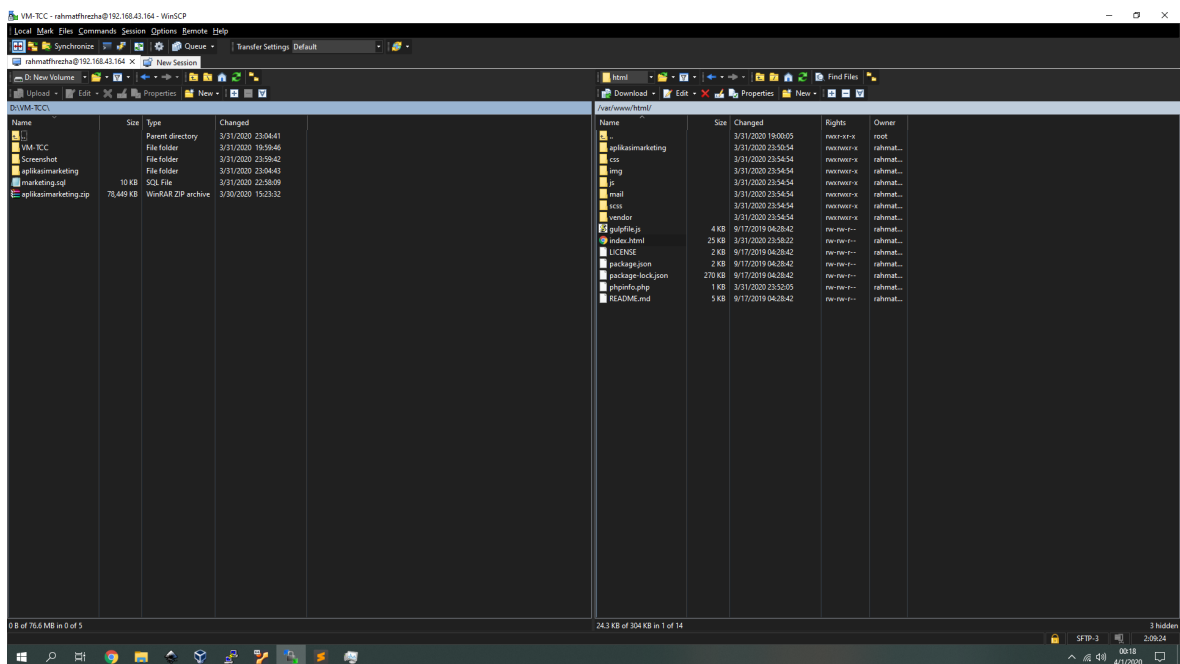 VM-TCC - rahmatfhrezha@192.168.43.164 - WinSCP
Local Mark Files Commands Session Options Remote Help
Synchronize Queue Transfer Settings Default
rahmatfhrezha@192.168.43.164 × New Session
D: New Volume html Find Files
Upload Edit Properties New Download Edit Properties New
D:\VM-TCC\ /var/www/html/
Name Size Type Changed Name Size Changed Rights Owner
.. Parent directory 3/31/2020 23:04:41 .. 3/31/2020 19:00:05 rwxr-xr-x root
VM-TCC File folder 3/31/2020 19:59:46 aplikasimarketing 3/31/2020 23:50:54 rwxrwxr-x rahmat...
Screenshot File folder 3/31/2020 23:59:42 css 3/31/2020 23:54:54 rwxrwxr-x rahmat...
aplikasimarketing File folder 3/31/2020 23:04:43 img 3/31/2020 23:54:54 rwxrwxr-x rahmat...
marketing.sql 10 KB SQL File 3/31/2020 22:58:09 js 3/31/2020 23:54:54 rwxrwxr-x rahmat...
aplikasimarketing.zip 78,449 KB WinRAR ZIP archive 3/30/2020 15:23:32 mail 3/31/2020 23:54:54 rwxrwxr-x rahmat...
scss 3/31/2020 23:54:54 rwxrwxr-x rahmat...
vendor 3/31/2020 23:54:54 rwxrwxr-x rahmat...
gulpfile.js 4 KB 9/17/2019 04:28:42 rw-rw-r-- rahmat...
index.html 25 KB 3/31/2020 23:58:22 rw-rw-r-- rahmat...
LICENSE 2 KB 9/17/2019 04:28:42 rw-rw-r-- rahmat...
package.json 2 KB 9/17/2019 04:28:42 rw-rw-r-- rahmat...
package-lock.json 270 KB 9/17/2019 04:28:42 rw-rw-r-- rahmat...
phpinfo.php 1 KB 3/31/2020 23:52:05 rw-rw-r-- rahmat...
README.md 5 KB 9/17/2019 04:28:42 rw-rw-r-- rahmat...
0 B of 76.6 MB in 0 of 5 24.3 KB of 304 KB in 1 of 14 3 hidden
SFTP-3 2:09:24
00:18
4/1/2020